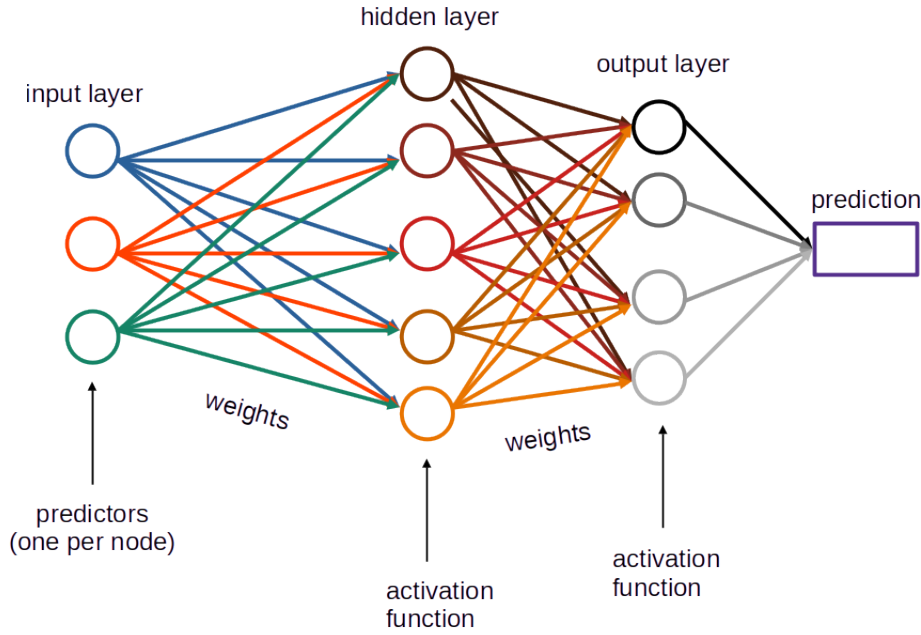 hidden layer
output layer
input layer
prediction
weights
weights
predictors
(one per node)
activation
function
activation
function